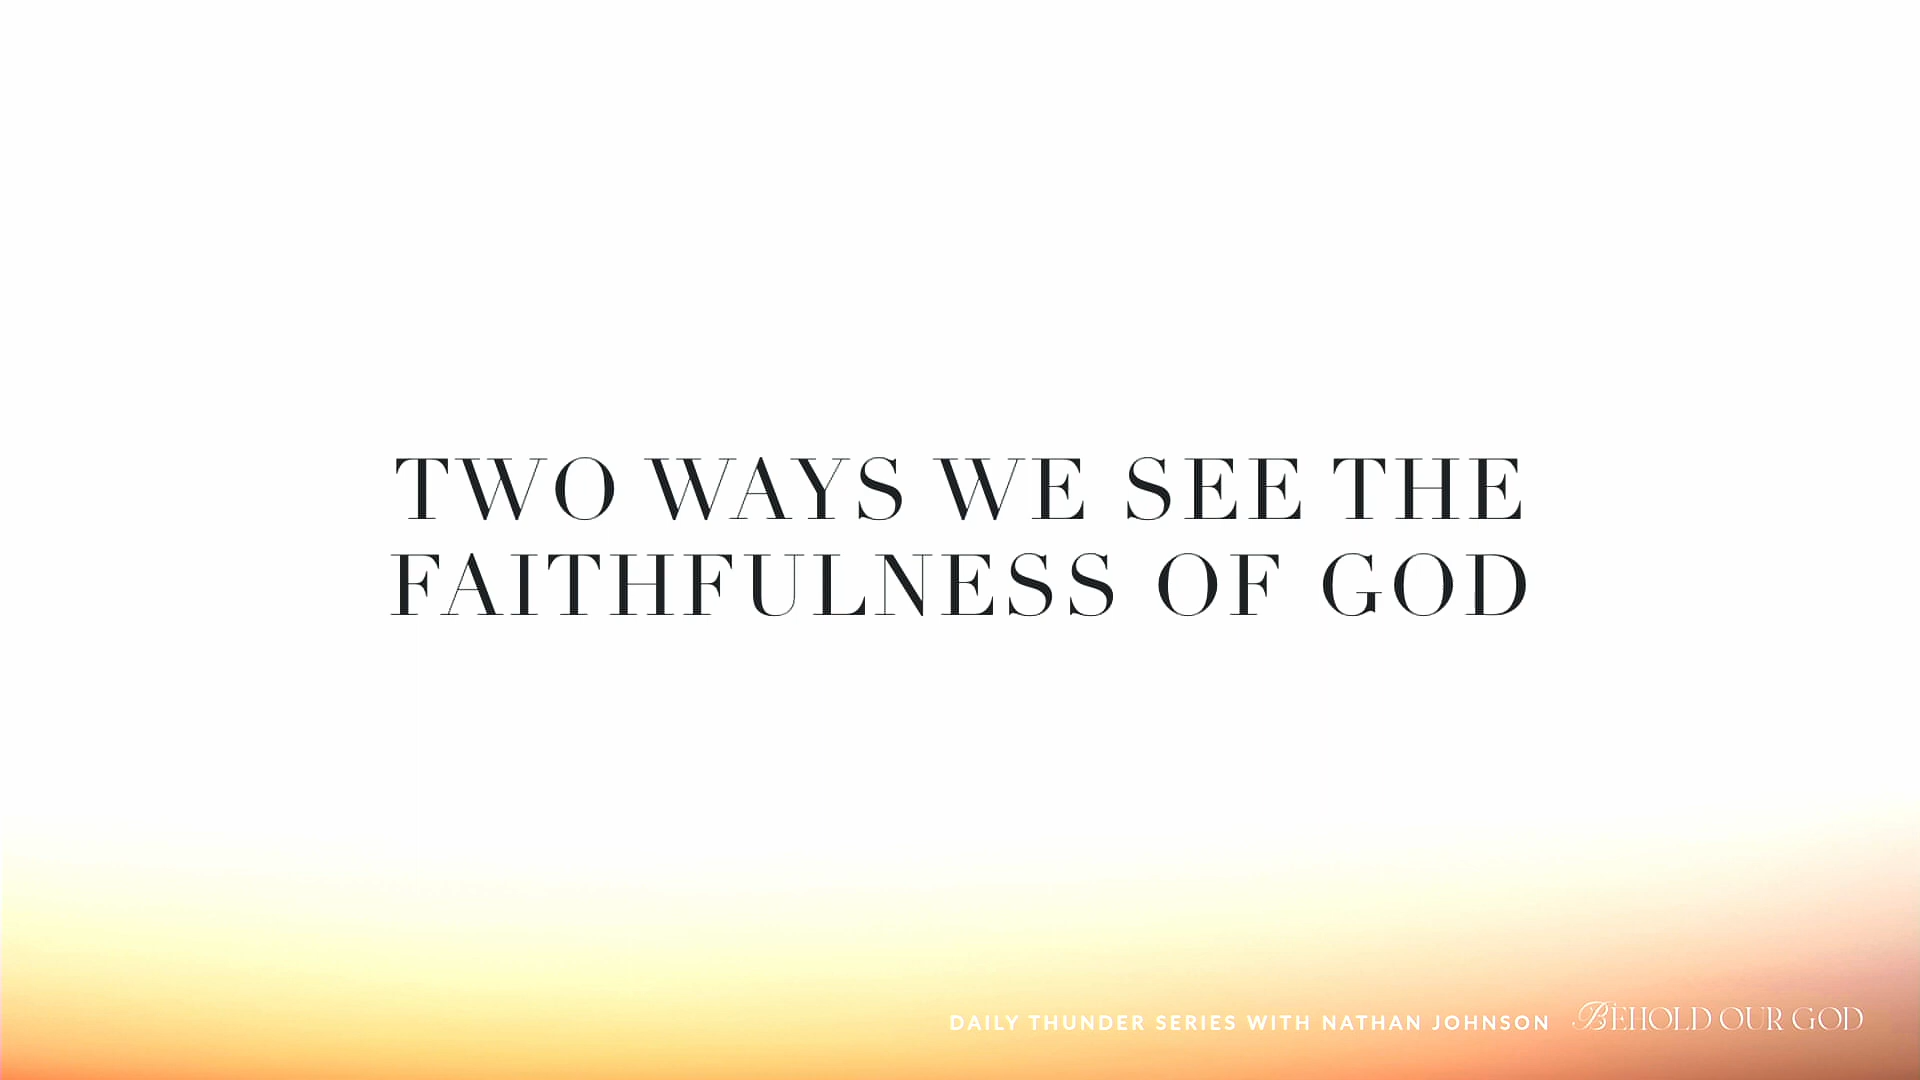 TWO WAYS WE SEE THE
FAITHFULNESS OF GOD
DAILY THUNDER SERIES WITH NATHAN JOHNSON BEHOLD OUR GOD